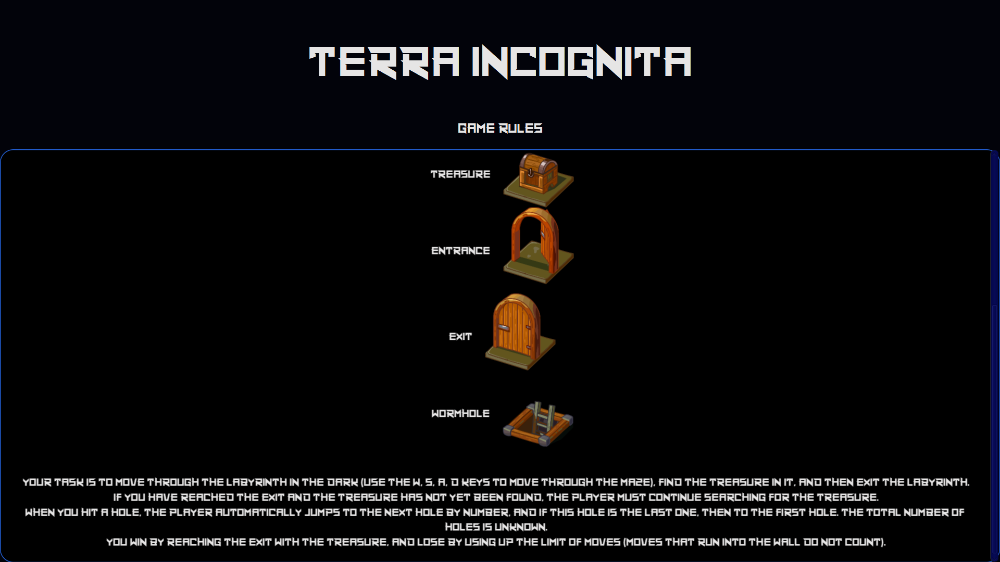 TERRA INCOGNITA
GAME RULES
TREASURE
ENTRANCE
EXIT
WORMHOLE
YOUR TASK IS TO MOVE THROUGH THE LABYRINTH IN THE DARK (USE THE W, S, A, D KEYS TO MOVE THROUGH THE MAZE), FIND THE TREASURE IN IT, AND THEN EXIT THE LABYRINTH.
IF YOU HAVE REACHED THE EXIT AND THE TREASURE HAS NOT YET BEEN FOUND, THE PLAYER MUST CONTINUE SEARCHING FOR THE TREASURE.
WHEN YOU HIT A HOLE, THE PLAYER AUTOMATICALLY JUMPS TO THE NEXT HOLE BY NUMBER, AND IF THIS HOLE IS THE LAST ONE, THEN TO THE FIRST HOLE. THE TOTAL NUMBER OF
HOLES IS UNKNOWN.
YOU WIN BY REACHING THE EXIT WITH THE TREASURE, AND LOSE BY USING UP THE LIMIT OF MOVES (MOVES THAT RUN INTO THE WALL DO NOT COUNT).